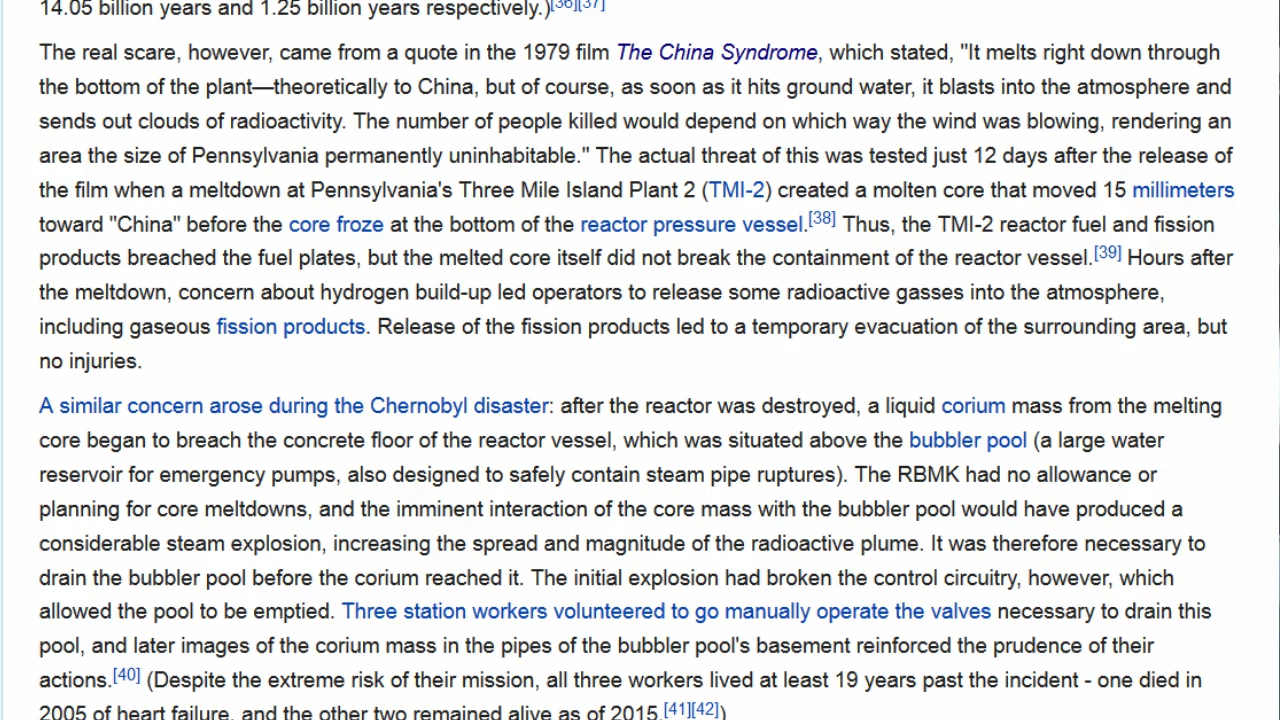 14.05 billion years and 1.25 billion years respectively.)[36][37]
The real scare, however, came from a quote in the 1979 film The China Syndrome, which stated, "It melts right down through
the bottom of the plant—theoretically to China, but of course, as soon as it hits ground water, it blasts into the atmosphere and
sends out clouds of radioactivity. The number of people killed would depend on which way the wind was blowing, rendering an
area the size of Pennsylvania permanently uninhabitable." The actual threat of this was tested just 12 days after the release of
the film when a meltdown at Pennsylvania's Three Mile Island Plant 2 (TMI-2) created a molten core that moved 15 millimeters
toward "China" before the core froze at the bottom of the reactor pressure vessel.[38] Thus, the TMI-2 reactor fuel and fission
products breached the fuel plates, but the melted core itself did not break the containment of the reactor vessel.[39] Hours after
the meltdown, concern about hydrogen build-up led operators to release some radioactive gasses into the atmosphere,
including gaseous fission products. Release of the fission products led to a temporary evacuation of the surrounding area, but
no injuries.
A similar concern arose during the Chernobyl disaster: after the reactor was destroyed, a liquid corium mass from the melting
core began to breach the concrete floor of the reactor vessel, which was situated above the bubbler pool (a large water
reservoir for emergency pumps, also designed to safely contain steam pipe ruptures). The RBMK had no allowance or
planning for core meltdowns, and the imminent interaction of the core mass with the bubbler pool would have produced a
considerable steam explosion, increasing the spread and magnitude of the radioactive plume. It was therefore necessary to
drain the bubbler pool before the corium reached it. The initial explosion had broken the control circuitry, however, which
allowed the pool to be emptied. Three station workers volunteered to go manually operate the valves necessary to drain this
pool, and later images of the corium mass in the pipes of the bubbler pool's basement reinforced the prudence of their
actions.[40] (Despite the extreme risk of their mission, all three workers lived at least 19 years past the incident - one died in
2005 of heart failure, and the other two remained alive as of 2015.[41][42])